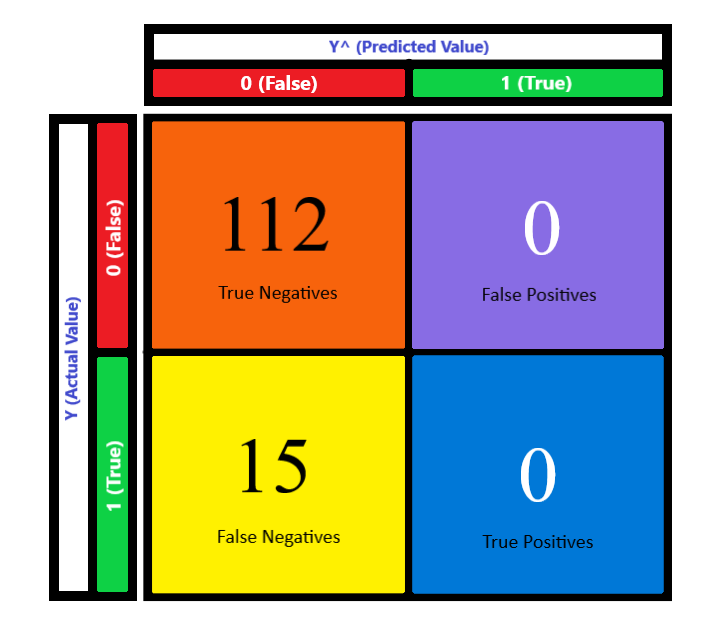 Y^ (Predicted Value)
0 (False)
1 (True)
Y (Actual Value)
0 (False)
112
True Negatives
0
False Positives
1 (True)
15
False Negatives
0
True Positives